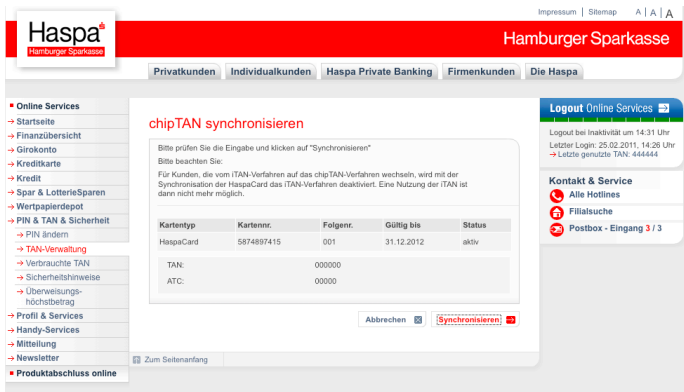 Impressum | Sitemap A | A | A
Haspa
Hamburger Sparkasse
Hamburger Sparkasse
Privatkunden Individualkunden Haspa Private Banking Firmenkunden Die Haspa
Online Services
Startseite
Finanzübersicht
Girokonto
Kreditkarte
Kredit
Spar & LotterieSparen
Wertpapierdepot
PIN & TAN & Sicherheit
PIN ändern
TAN-Verwaltung
Verbrauchte TAN
Sicherheitshinweise
Überweisungs-
höchstbetrag
Profil & Services
Handy-Services
Mitteilung
Newsletter
Produktabschluss online
chipTAN synchronisieren
Bitte prüfen Sie die Eingabe und klicken auf "Synchronisieren"
Bitte beachten Sie:
Für Kunden, die vom iTAN-Verfahren auf das chipTAN-Verfahren wechseln, wird mit der
Synchronisation der HaspaCard das iTAN-Verfahren deaktiviert. Eine Nutzung der iTAN ist
dann nicht mehr möglich.
Kartentyp Kartennr. Folgenr. Gültig bis Status
HaspaCard 5874897415 001 31.12.2012 aktiv
TAN: 000000
ATC: 00000
Abbrechen Synchronisieren
Zum Seitenanfang
Logout Online Services
Logout bei Inaktivität um 14:31 Uhr
Letzter Login: 25.02.2011, 14:26 Uhr
Letzte genutzte TAN: 444444
Kontakt & Service
Alle Hotlines
Filialsuche
Postbox - Eingang 3 / 3